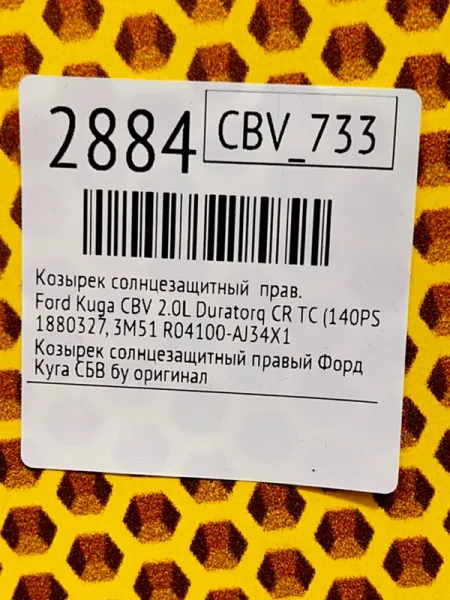 2884
CBV_733
Козырек солнцезащитный прав.
Ford Kuga CBV 2.0L Duratorq CR TC (140PS
1880327, 3M51 R04100-AJ34X1
Козырек солнцезащитный правый Форд
Куга СБВ бу оригинал